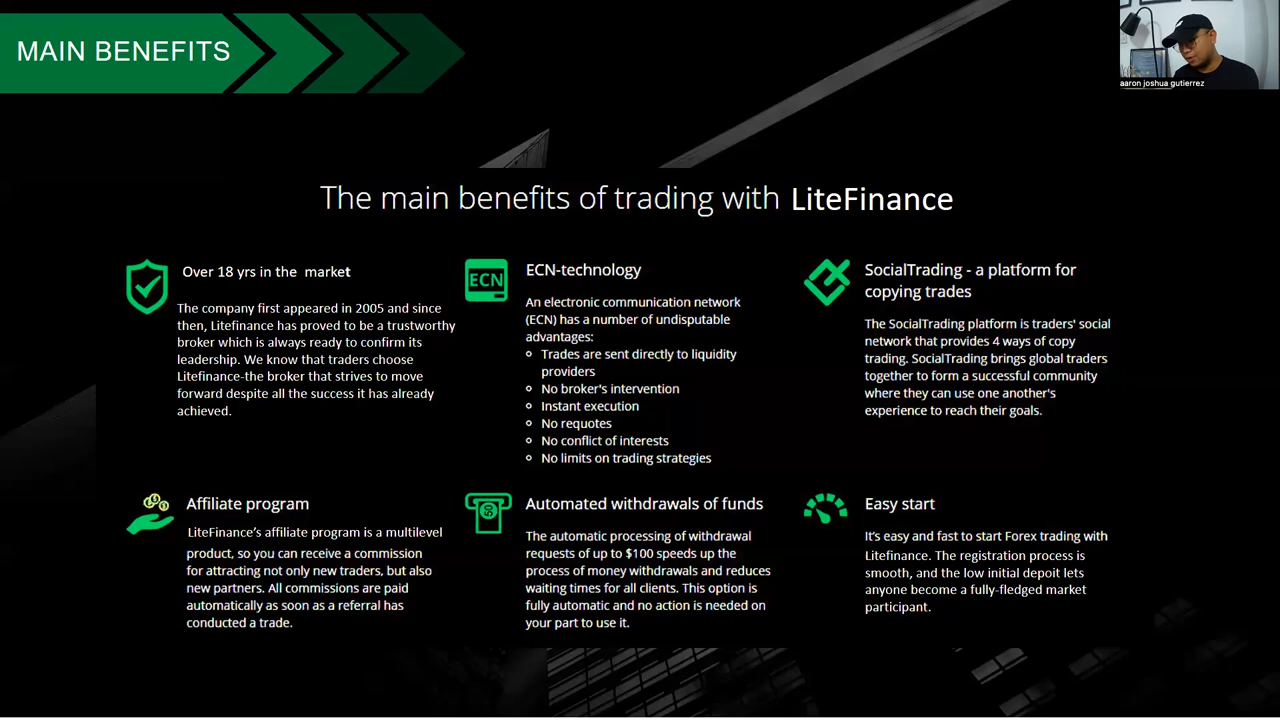 MAIN BENEFITS
aaron joshua gutierrez
The main benefits of trading with LiteFinance
Over 18 yrs in the market
The company first appeared in 2005 and since
then, Litefinance has proved to be a trustworthy
broker which is always ready to confirm its
leadership. We know that traders choose
Litefinance-the broker that strives to move
forward despite all the success it has already
achieved.
ECN
ECN-technology
An electronic communication network
(ECN) has a number of undisputable
advantages:
Trades are sent directly to liquidity
providers
No broker's intervention
Instant execution
No requotes
No conflict of interests
No limits on trading strategies
SocialTrading - a platform for
copying trades
The SocialTrading platform is traders' social
network that provides 4 ways of copy
trading. SocialTrading brings global traders
together to form a successful community
where they can use one another's
experience to reach their goals.
Affiliate program
LiteFinance’s affiliate program is a multilevel
product, so you can receive a commission
for attracting not only new traders, but also
new partners. All commissions are paid
automatically as soon as a referral has
conducted a trade.
Automated withdrawals of funds
The automatic processing of withdrawal
requests of up to $100 speeds up the
process of money withdrawals and reduces
waiting times for all clients. This option is
fully automatic and no action is needed on
your part to use it.
Easy start
It's easy and fast to start Forex trading with
Litefinance. The registration process is
smooth, and the low initial depoit lets
anyone become a fully-fledged market
participant.